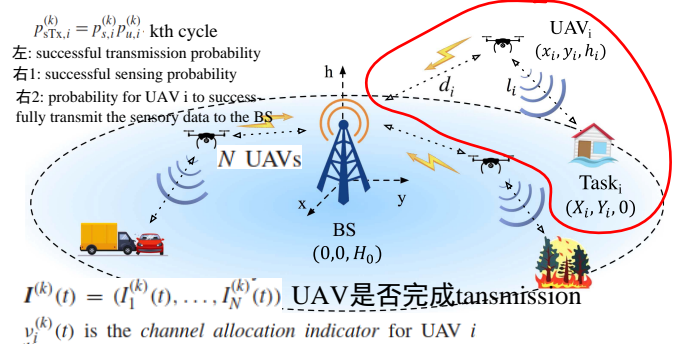 p_{sTx,i}^{(k)} = p_{s,i}^{(k)} p_{u,i}^{(k)}. kth cycle
左: successful transmission probability
右1: successful sensing probability
右2: probability for UAV i to success-
fully transmit the sensory data to the BS
N UAVs
h
x
y
BS
(0,0, H_0)
UAV_i
(x_i, y_i, h_i)
d_i
l_i
Task_i
(X_i, Y_i, 0)
I^{(k)}(t) = (I_1^{(k)}(t), . . . , I_N^{(k)}(t)) UAV是否完成tansmission
ν_i^{(k)}(t) is the channel allocation indicator for UAV i